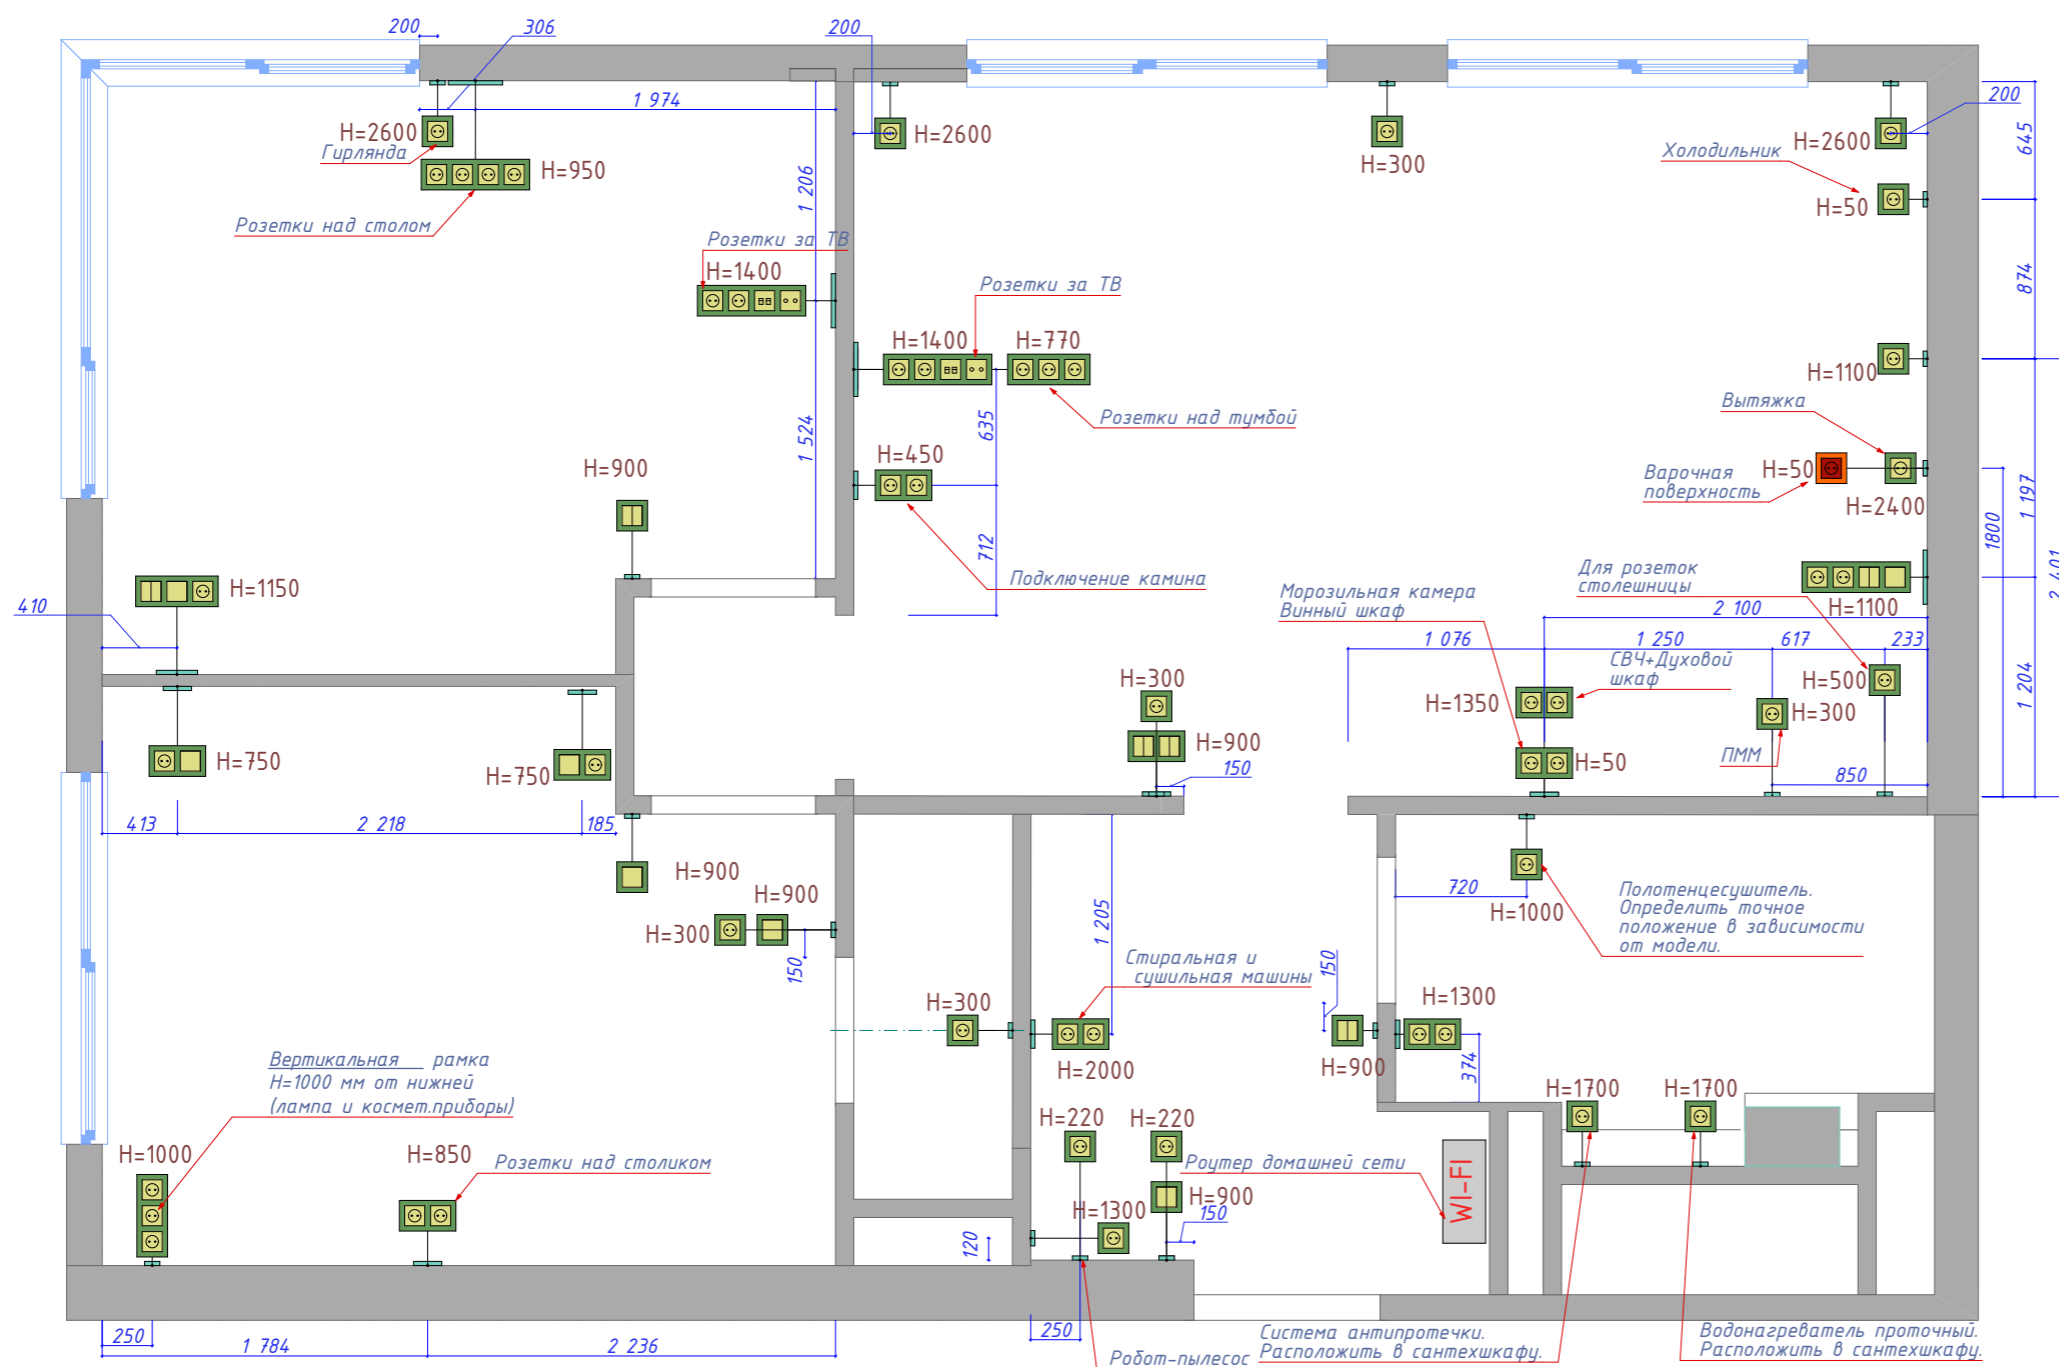 200
306
200
1 974
H=2600
Гирлянда
H=950
Розетки над столом
H=2600
H=300
H=2600
200
645
Холодильник
H=50
1 206
Розетки за ТВ
H=1400
Розетки за ТВ
874
H=1400
H=770
H=1100
Розетки над тумбой
635
Вытяжка
1 524
H=900
H=450
Варочная
поверхность
H=50
H=2400
1 197
1800
712
Подключение камина
Для розеток
столешницы
H=1100
2 401
H=1150
410
Морозильная камера
Винный шкаф
2 100
1 076
1 250
617
233
СВЧ+Духовой
шкаф
H=300
H=1350
H=500
H=300
1 204
H=900
150
H=50
ПММ
850
H=750
H=750
413
2 218
185
H=900
H=900
H=300
150
1 205
720
H=1000
Полотенцесушитель.
Определить точное
положение в зависимости
от модели.
Стиральная и
сушильная машины
150
H=300
H=1300
H=2000
H=900
374
Вертикальная рамка
H=1000 мм от нижней
(лампа и космет.приборы)
H=1700
H=1700
H=220
H=220
H=1000
H=850
Розетки над столиком
Роутер домашней сети
WI-FI
H=900
H=1300
150
120
250
1 784
2 236
250
Робот-пылесос
Система антипротечки.
Расположить в сантехшкафу.
Водонагреватель проточный.
Расположить в сантехшкафу.